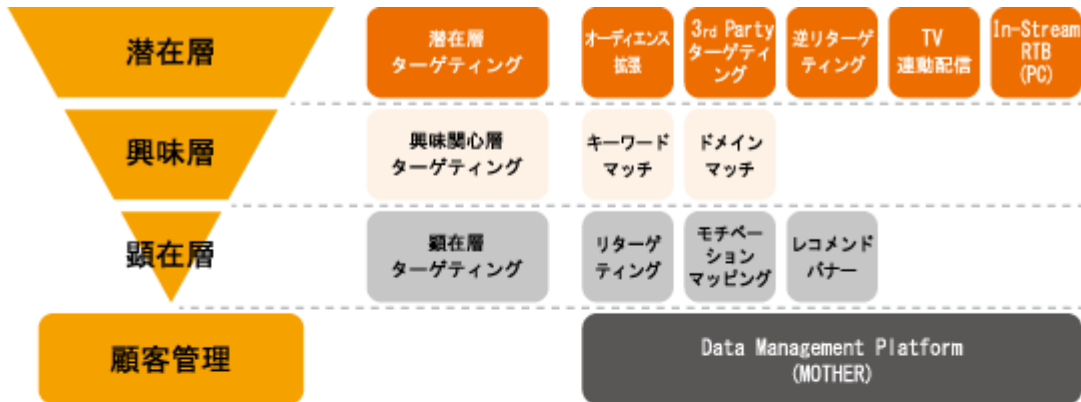 潜在層
潜在層
ターゲティング
オーディエンス
拡張
3rd Party
ターゲティ
ング
逆リターゲ
ティング
TV
連動配信
In-Stream
RTB
(PC)
興味層
興味関心層
ターゲティング
キーワード
マッチ
ドメイン
マッチ
顕在層
顕在層
ターゲティング
リターゲ
ティング
モチベー
ション
マッピング
レコメンド
バナー
顧客管理
Data Management Platform
(MOTHER)